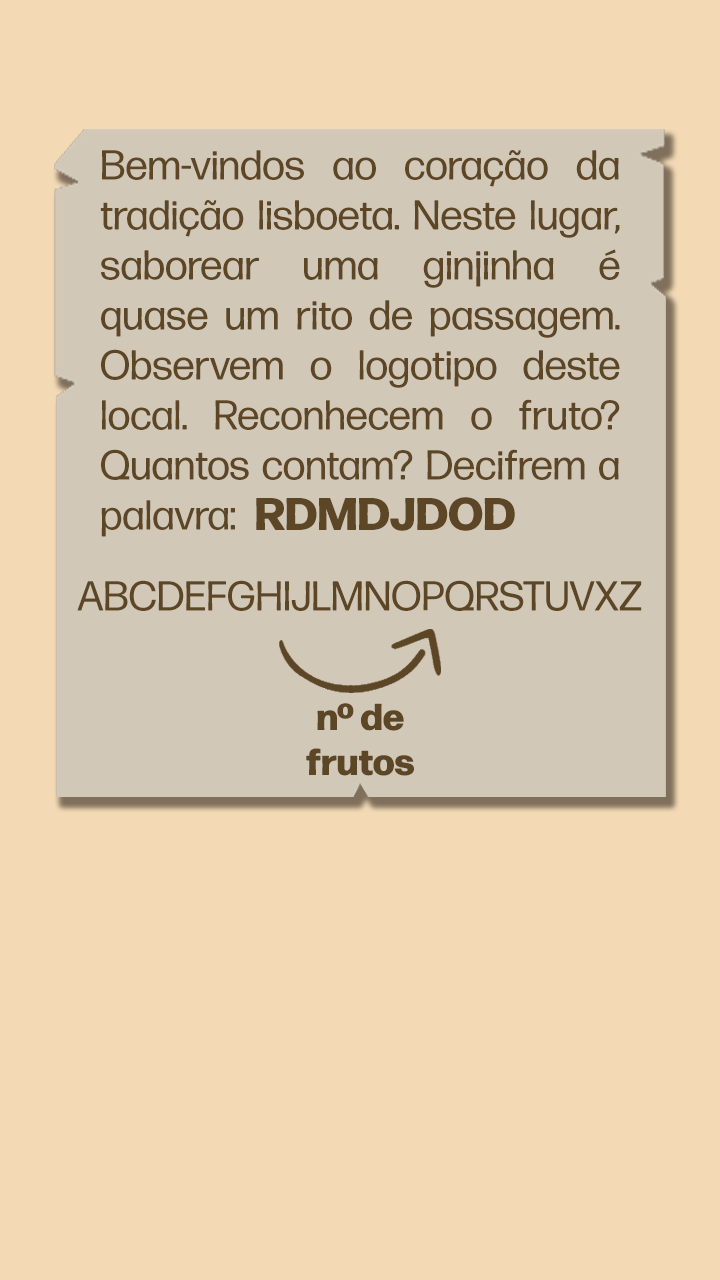 Bem-vindos ao coração da
tradição lisboeta. Neste lugar,
saborear uma ginjinha é
quase um rito de passagem.
Observem o logotipo deste
local. Reconhecem o fruto?
Quantos contam? Decifrem a
palavra: RDMDJDOD
ABCDEFGHIJLMNOPQRSTUVXZ
nº de
frutos